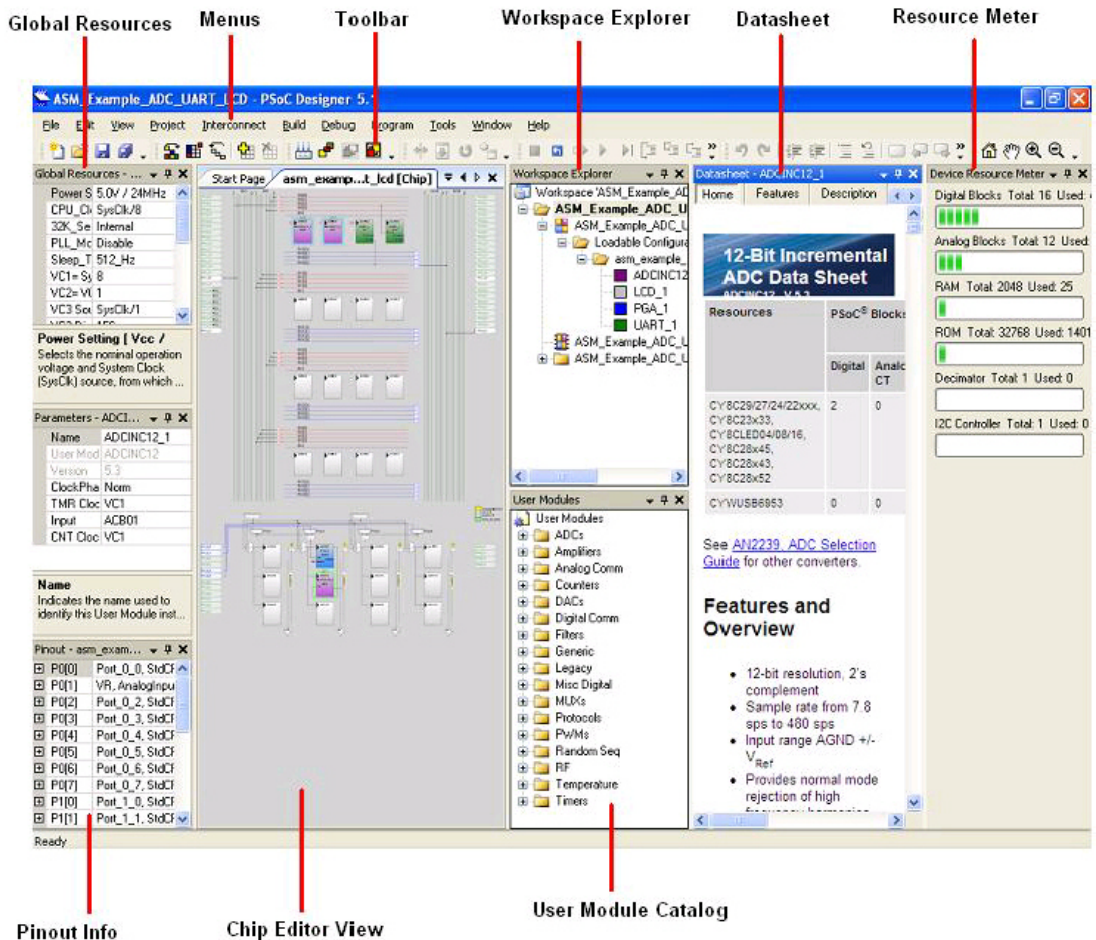 Global Resources
Menus
Toolbar
Workspace Explorer
Datasheet
Resource Meter
ASM_Example_ADC_UART_LCD - PSoC Designer 5.
File Edit View Project Interconnect Build Debug Program Tools Window Help
Global Resources - ...
Power S 5.0V / 24MHz
CPU_Clo SysClk/8
32K_Se Internal
PLL_Mo Disable
Sleep_T 512_Hz
VC1= Sy 8
VC2= VC 1
VC3 Sou SysClk/1
Power Setting [ Vcc /
Selects the nominal operation
voltage and System Clock
(SysClk) source, from which ...
Parameters - ADCI...
Name ADCINC12_1
User Mod ADCINC12
Version 5.3
ClockPha Norm
TMR Cloc VC1
Input ACB01
CNT Cloc VC1
Name
Indicates the name used to
identify this User Module inst...
Pinout - asm_exam...
P0[0] Port_0_0, StdCF
P0[1] VR, AnalogInpu
P0[2] Port_0_2, StdCF
P0[3] Port_0_3, StdCF
P0[4] Port_0_4, StdCF
P0[5] Port_0_5, StdCF
P0[6] Port_0_6, StdCF
P0[7] Port_0_7, StdCF
P1[0] Port_1_0, StdCF
P1[1] Port_1_1, StdCF
Ready
Start Page
asm_examp...t_lcd [Chip]
Workspace Explorer
Workspace 'ASM_Example_AD
ASM_Example_ADC_U
ASM_Example_ADC_U
Loadable Configura
asm_example_
ADCINC12
LCD_1
PGA_1
UART_1
ASM_Example_ADC_U
ASM_Example_ADC_U
User Modules
User Modules
ADCs
Amplifiers
Analog Comm
Counters
DACs
Digital Comm
Filters
Generic
Legacy
Misc Digital
MUXs
Protocols
PWMs
Random Seq
RF
Temperature
Timers
Datasheet - ADCINC12_1
Home Features Description
12-Bit Incremental
ADC Data Sheet
ADCINC12 V 5.3
Resources PSoC® Blocks
Digital Analo
CT
CY8C29/27/24/22xxx, 2 0
CY8C23x33,
CY8CLED04/08/16,
CY8C28x45,
CY8C28x43,
CY8C28x52
CYWUSB6953 0 0
See AN2239, ADC Selection
Guide for other converters.
Features and
Overview
12-bit resolution, 2's
complement
Sample rate from 7.8
sps to 480 sps
Input range AGND +/-
VRef
Provides normal mode
rejection of high
frequency harmonics
Device Resource Meter
Digital Blocks Total: 16 Used: 4
Analog Blocks Total: 12 Used:
RAM Total: 2048 Used: 25
ROM Total: 32768 Used: 1401
Decimator Total: 1 Used: 0
I2C Controller Total: 1 Used: 0
Pinout Info
Chip Editor View
User Module Catalog